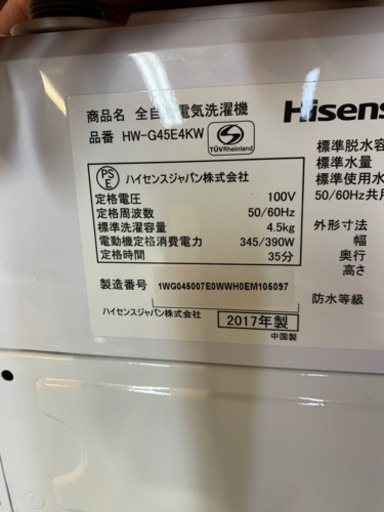 商品名 全自 電気洗濯機
品番 HW-G45E4KW
TÜVRheinland
Hisens
PS
E
ハイセンスジャパン株式会社
定格電圧 100V
定格周波数 50/60Hz
標準洗濯容量 4.5kg
電動機定格消費電力 345/390W
定格時間 35分
製造番号 1WG045007E0WWH0EM105097
ハイセンスジャパン株式会社
2017年製
中国製
標準脱水容
標準水量
標準使用水
50/60Hz共用
外形寸法
幅
奥行
高さ
防水等級